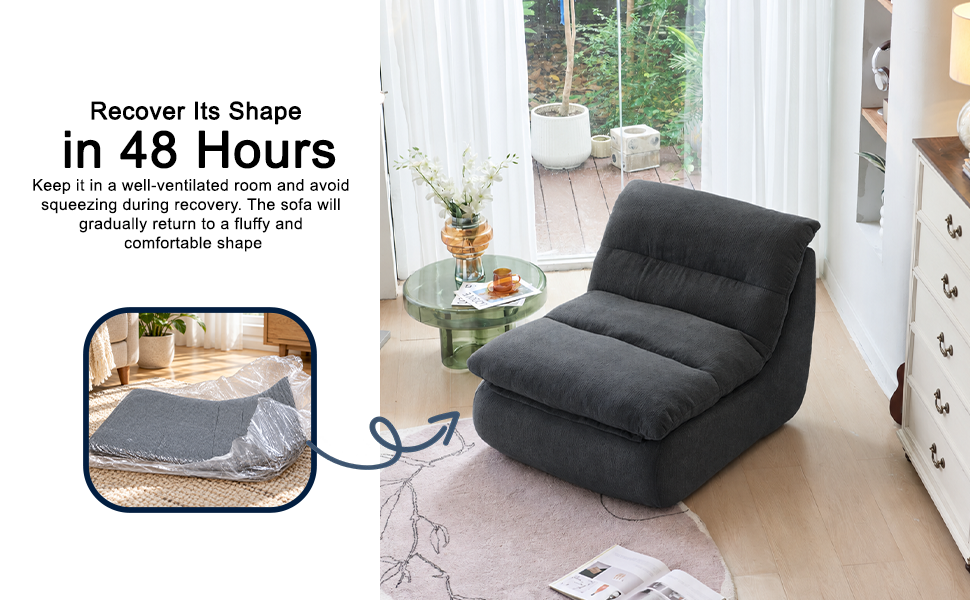 Recover Its Shape
in 48 Hours
Keep it in a well-ventilated room and avoid
squeezing during recovery. The sofa will
gradually return to a fluffy and
comfortable shape